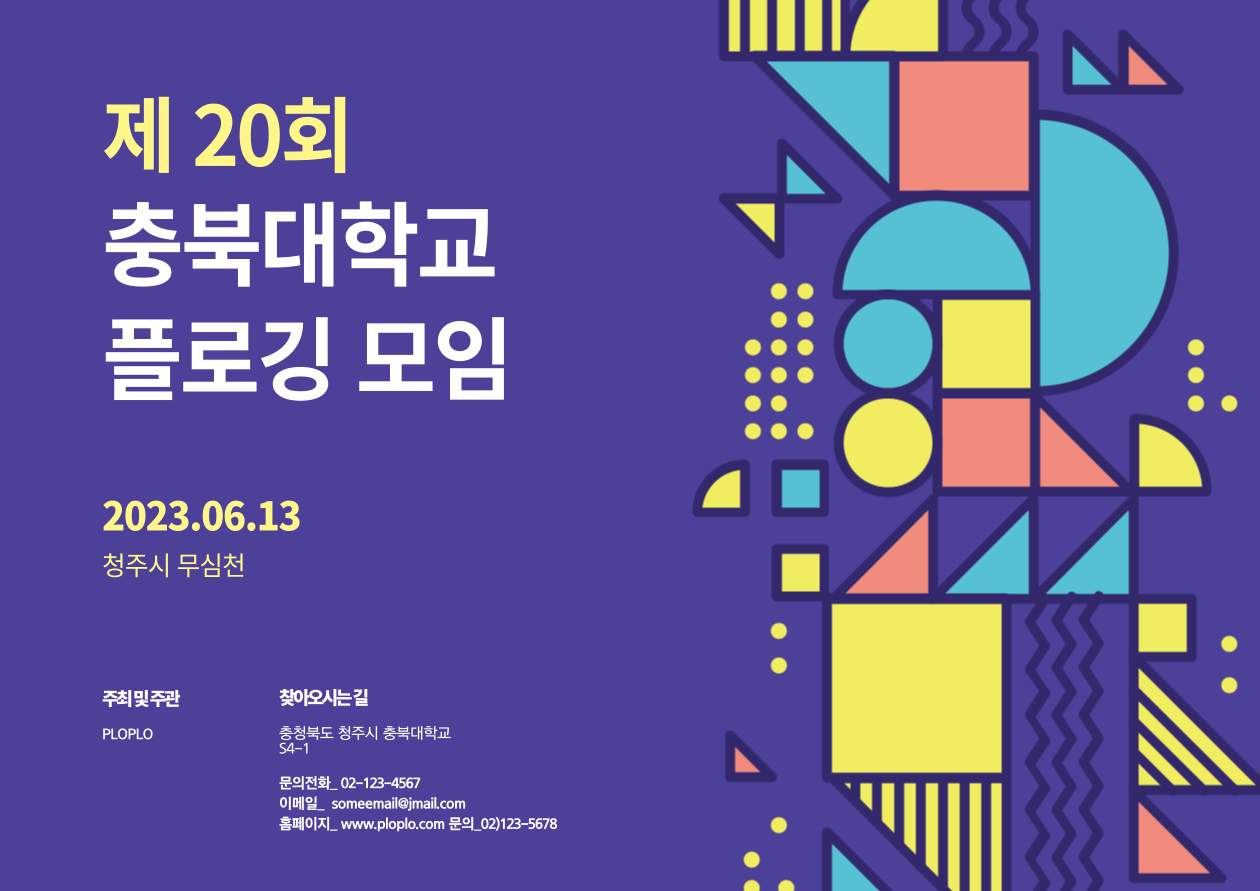 제 20회
충북대학교
플로깅 모임
2023.06.13
청주시 무심천
주최 및 주관
PLOPLO
찾아오시는 길
충청북도 청주시 충북대학교
S4-1
문의전화_ 02-123-4567
이메일_ someemail@jmail.com
홈페이지_ www.ploplo.com 문의_02)123-5678